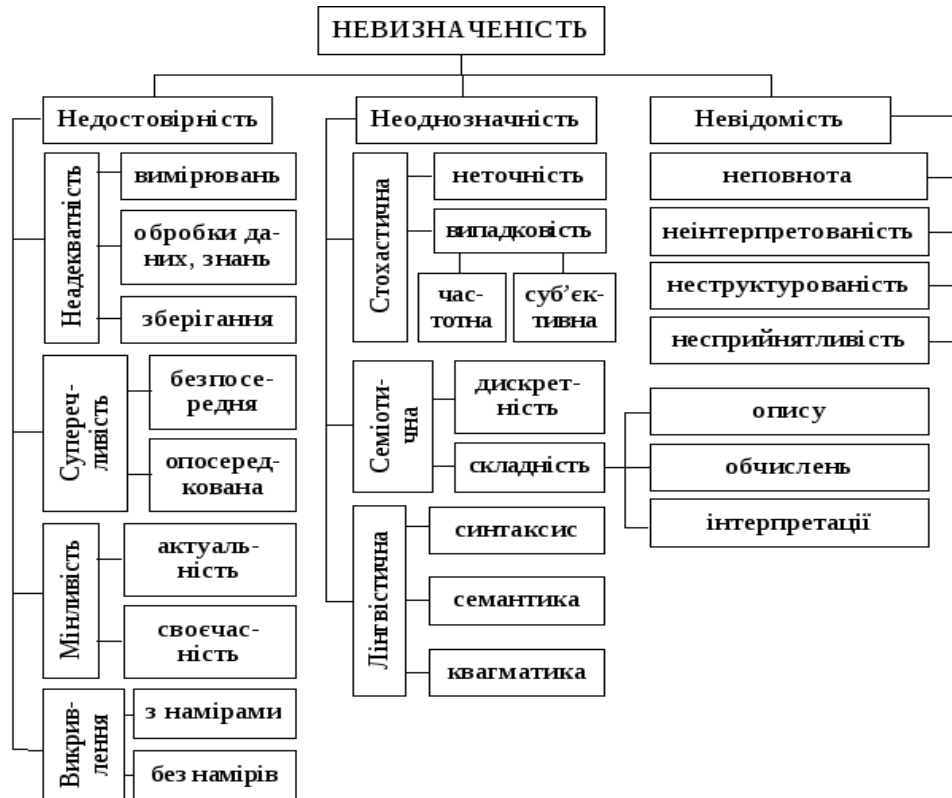 НЕВИЗНАЧЕНІСТЬ
Недостовірність
Неадекватність
вимірювань
обробки да-
них, знань
зберігання
Супереч-
ливість
безпосе-
редня
опосеред-
кована
Мінливість
актуаль-
ність
своєчас-
ність
Викрив-
лення
з намірами
без намірів
Неоднозначність
Стохастична
неточність
випадковість
час-
тотна
суб’єк-
тивна
Семіоти-
чна
дискрет-
ність
складність
опису
обчислень
інтерпретації
Лінгвістична
синтаксис
семантика
квагматика
Невідомість
неповнота
неінтерпретованість
неструктурованість
несприйнятливість